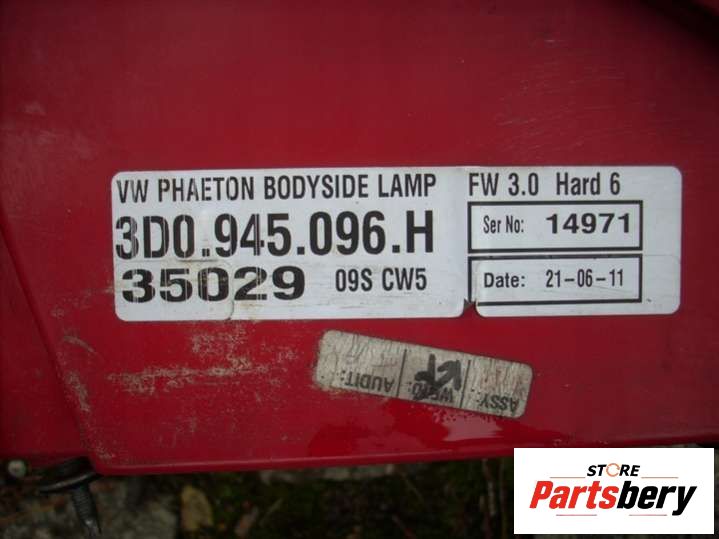 VW PHAETON BODYSIDE LAMP
3D0.945.096.H
35029 09S CW5
FW 3.0 Hard 6
Ser No: 14971
Date: 21-06-11
ASSY:
AUDIT:
STORE
Partsbery